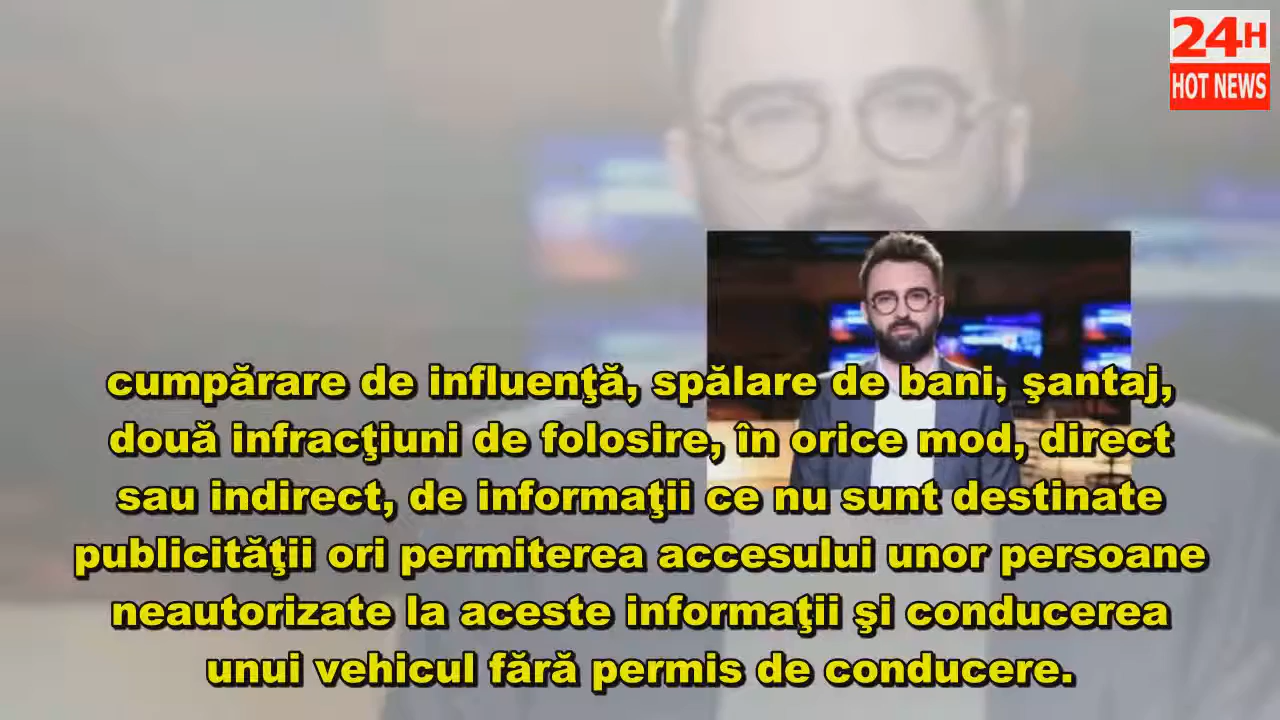 24H
HOT NEWS
cumpărare de influenţă, spălare de bani, şantaj,
două infracţiuni de folosire, în orice mod, direct
sau indirect, de informaţii ce nu sunt destinate
publicităţii ori permiterea accesului unor persoane
neautorizate la aceste informaţii şi conducerea
unui vehicul fără permis de conducere.